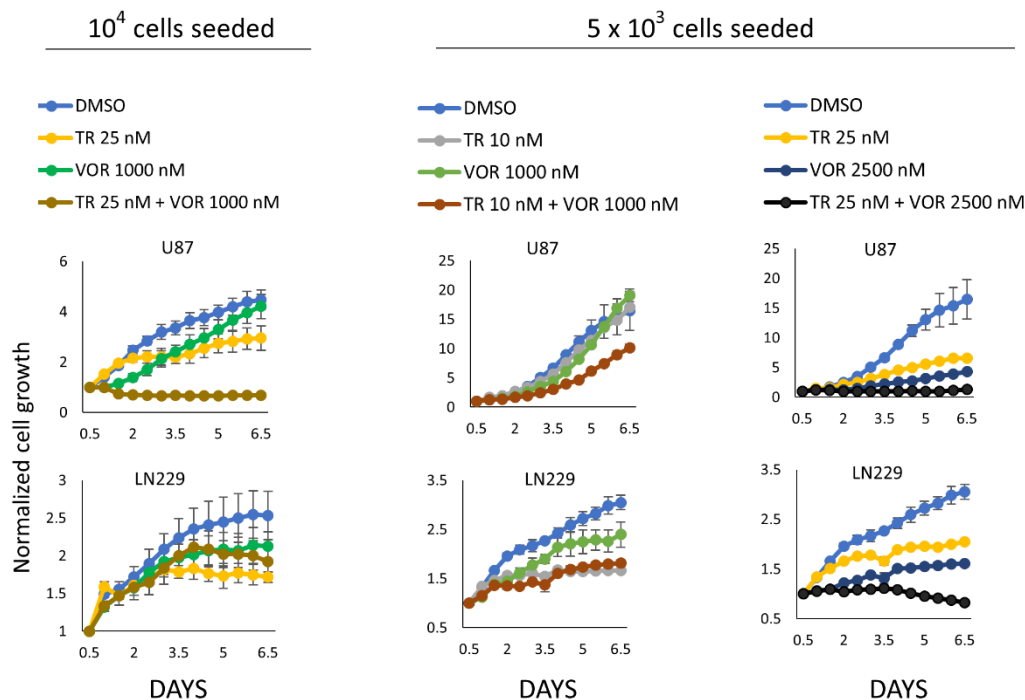 10⁴ cells seeded
5 x 10³ cells seeded
DMSO
TR 25 nM
VOR 1000 nM
TR 25 nM + VOR 1000 nM
DMSO
TR 10 nM
VOR 1000 nM
TR 10 nM + VOR 1000 nM
DMSO
TR 25 nM
VOR 2500 nM
TR 25 nM + VOR 2500 nM
Normalized cell growth
U87
6
4
2
0
0.5 2 3.5 5 6.5
U87
25
20
15
10
5
0
0.5 2 3.5 5 6.5
U87
25
20
15
10
5
0
0.5 2 3.5 5 6.5
LN229
3
2.5
2
1.5
1
0.5 2 3.5 5 6.5
LN229
3.5
2.5
1.5
0.5
0.5 2 3.5 5 6.5
LN229
3.5
2.5
1.5
0.5
0.5 2 3.5 5 6.5
DAYS
DAYS
DAYS